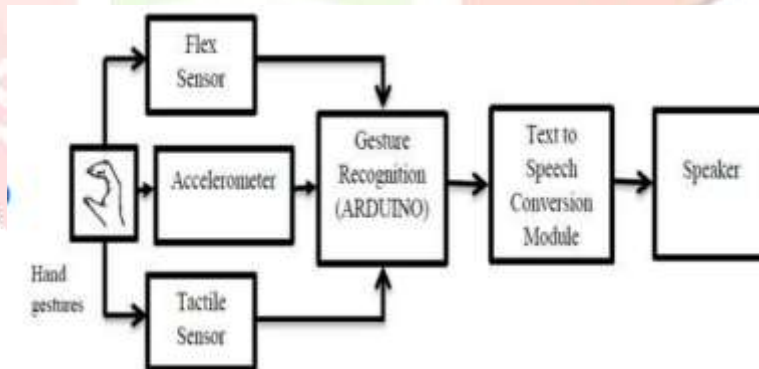 Flex
Sensor
Accelerometer
Hand
gestures
Tactile
Sensor
Gesture
Recognition
(ARDUINO)
Text to
Speech
Conversion
Module
Speaker